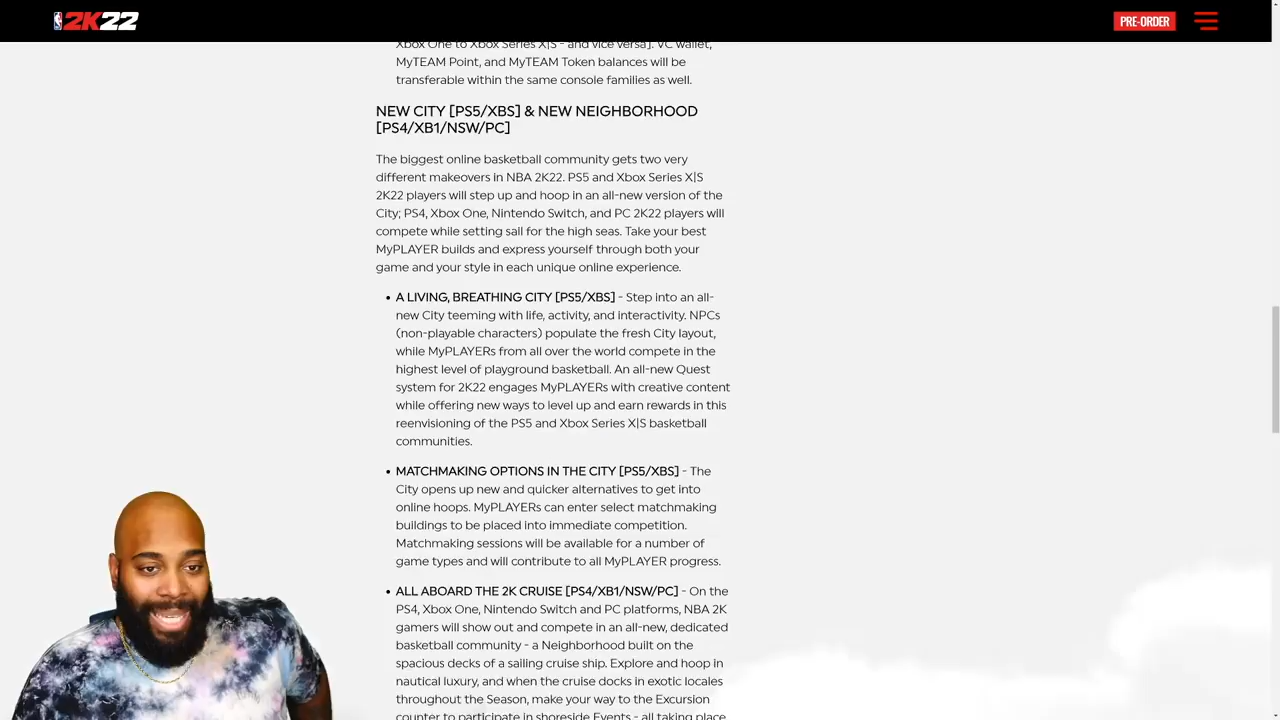 2K22
PRE-ORDER
Xbox One to Xbox Series X|S - and vice versa]. VC wallet,
MyTEAM Point, and MyTEAM Token balances will be
transferable within the same console families as well.
NEW CITY [PS5/XBS] & NEW NEIGHBORHOOD
[PS4/XB1/NSW/PC]
The biggest online basketball community gets two very
different makeovers in NBA 2K22. PS5 and Xbox Series X|S
2K22 players will step up and hoop in an all-new version of the
City; PS4, Xbox One, Nintendo Switch, and PC 2K22 players will
compete while setting sail for the high seas. Take your best
MyPLAYER builds and express yourself through both your
game and your style in each unique online experience.
• A LIVING, BREATHING CITY [PS5/XBS] - Step into an all-
new City teeming with life, activity, and interactivity. NPCs
(non-playable characters) populate the fresh City layout,
while MyPLAYERs from all over the world compete in the
highest level of playground basketball. An all-new Quest
system for 2K22 engages MyPLAYERs with creative content
while offering new ways to level up and earn rewards in this
reenvisioning of the PS5 and Xbox Series X|S basketball
communities.
• MATCHMAKING OPTIONS IN THE CITY [PS5/XBS] - The
City opens up new and quicker alternatives to get into
online hoops. MyPLAYERs can enter select matchmaking
buildings to be placed into immediate competition.
Matchmaking sessions will be available for a number of
game types and will contribute to all MyPLAYER progress.
• ALL ABOARD THE 2K CRUISE [PS4/XB1/NSW/PC] - On the
PS4, Xbox One, Nintendo Switch and PC platforms, NBA 2K
gamers will show out and compete in an all-new, dedicated
basketball community - a Neighborhood built on the
spacious decks of a sailing cruise ship. Explore and hoop in
nautical luxury, and when the cruise docks in exotic locales
throughout the Season, make your way to the Excursion
counter to participate in shoreside Events - all taking place